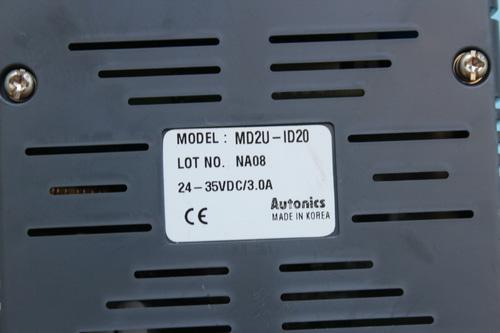 MODEL : MD2U-ID20
LOT NO. NA08
24-35VDC/3.0A
CE Autonics
MADE IN KOREA